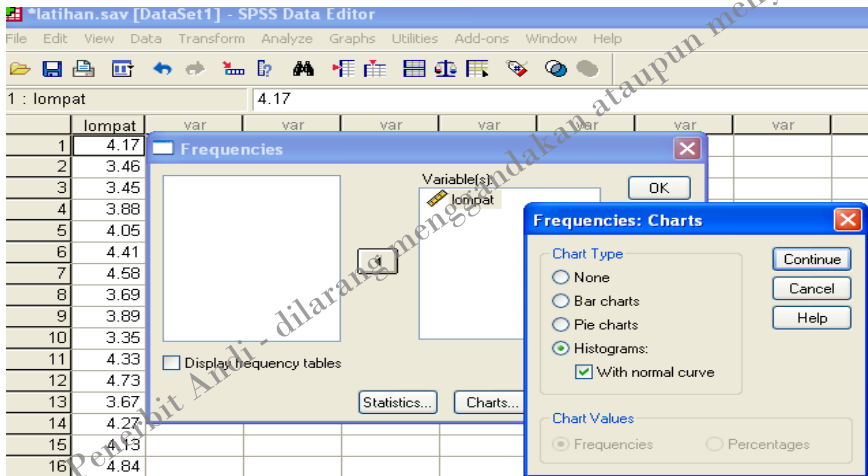 *latihan.sav [DataSet1] - SPSS Data Editor
File Edit View Data Transform Analyze Graphs Utilities Add-ons Window Help
1 : lompat 4.17
lompat var var var var var var var
1 4.17
2 3.46
3 3.45
4 3.88
5 4.05
6 4.41
7 4.58
8 3.69
9 3.89
10 3.35
11 4.33
12 4.73
13 3.67
14 4.27
15 4.13
16 4.84
Frequencies
Variable(s):
lompat
OK
Display frequency tables
Statistics... Charts...
Frequencies: Charts
Chart Type
None
Bar charts
Pie charts
Histograms:
With normal curve
Continue
Cancel
Help
Chart Values
Frequencies Percentages
Penerbit Andi - dilarang menggandakan ataupun